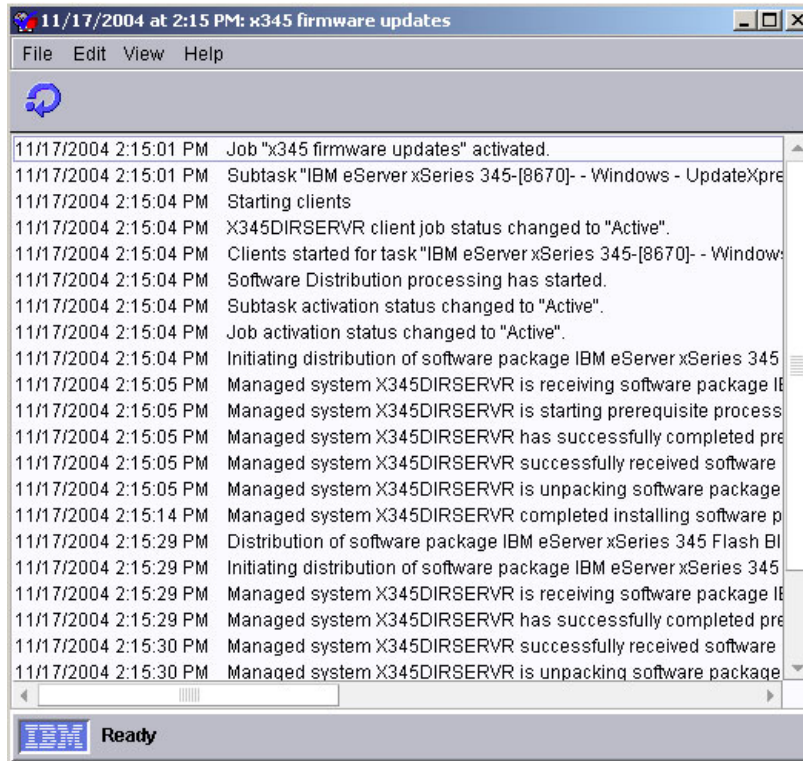 11/17/2004 at 2:15 PM: x345 firmware updates
File Edit View Help
11/17/2004 2:15:01 PM Job "x345 firmware updates" activated.
11/17/2004 2:15:01 PM Subtask "IBM eServer xSeries 345-[8670]- - Windows - UpdateXpre
11/17/2004 2:15:04 PM Starting clients
11/17/2004 2:15:04 PM X345DIRSERVR client job status changed to "Active".
11/17/2004 2:15:04 PM Clients started for task "IBM eServer xSeries 345-[8670]- - Window
11/17/2004 2:15:04 PM Software Distribution processing has started.
11/17/2004 2:15:04 PM Subtask activation status changed to "Active".
11/17/2004 2:15:04 PM Job activation status changed to "Active".
11/17/2004 2:15:04 PM Initiating distribution of software package IBM eServer xSeries 345
11/17/2004 2:15:05 PM Managed system X345DIRSERVR is receiving software package IB
11/17/2004 2:15:05 PM Managed system X345DIRSERVR is starting prerequisite process
11/17/2004 2:15:05 PM Managed system X345DIRSERVR has successfully completed pre
11/17/2004 2:15:05 PM Managed system X345DIRSERVR successfully received software
11/17/2004 2:15:05 PM Managed system X345DIRSERVR is unpacking software package
11/17/2004 2:15:14 PM Managed system X345DIRSERVR completed installing software p
11/17/2004 2:15:29 PM Distribution of software package IBM eServer xSeries 345 Flash BI
11/17/2004 2:15:29 PM Initiating distribution of software package IBM eServer xSeries 345
11/17/2004 2:15:29 PM Managed system X345DIRSERVR is receiving software package IB
11/17/2004 2:15:29 PM Managed system X345DIRSERVR has successfully completed pre
11/17/2004 2:15:30 PM Managed system X345DIRSERVR successfully received software
11/17/2004 2:15:30 PM Managed system X345DIRSERVR is unpacking software package
IBM Ready